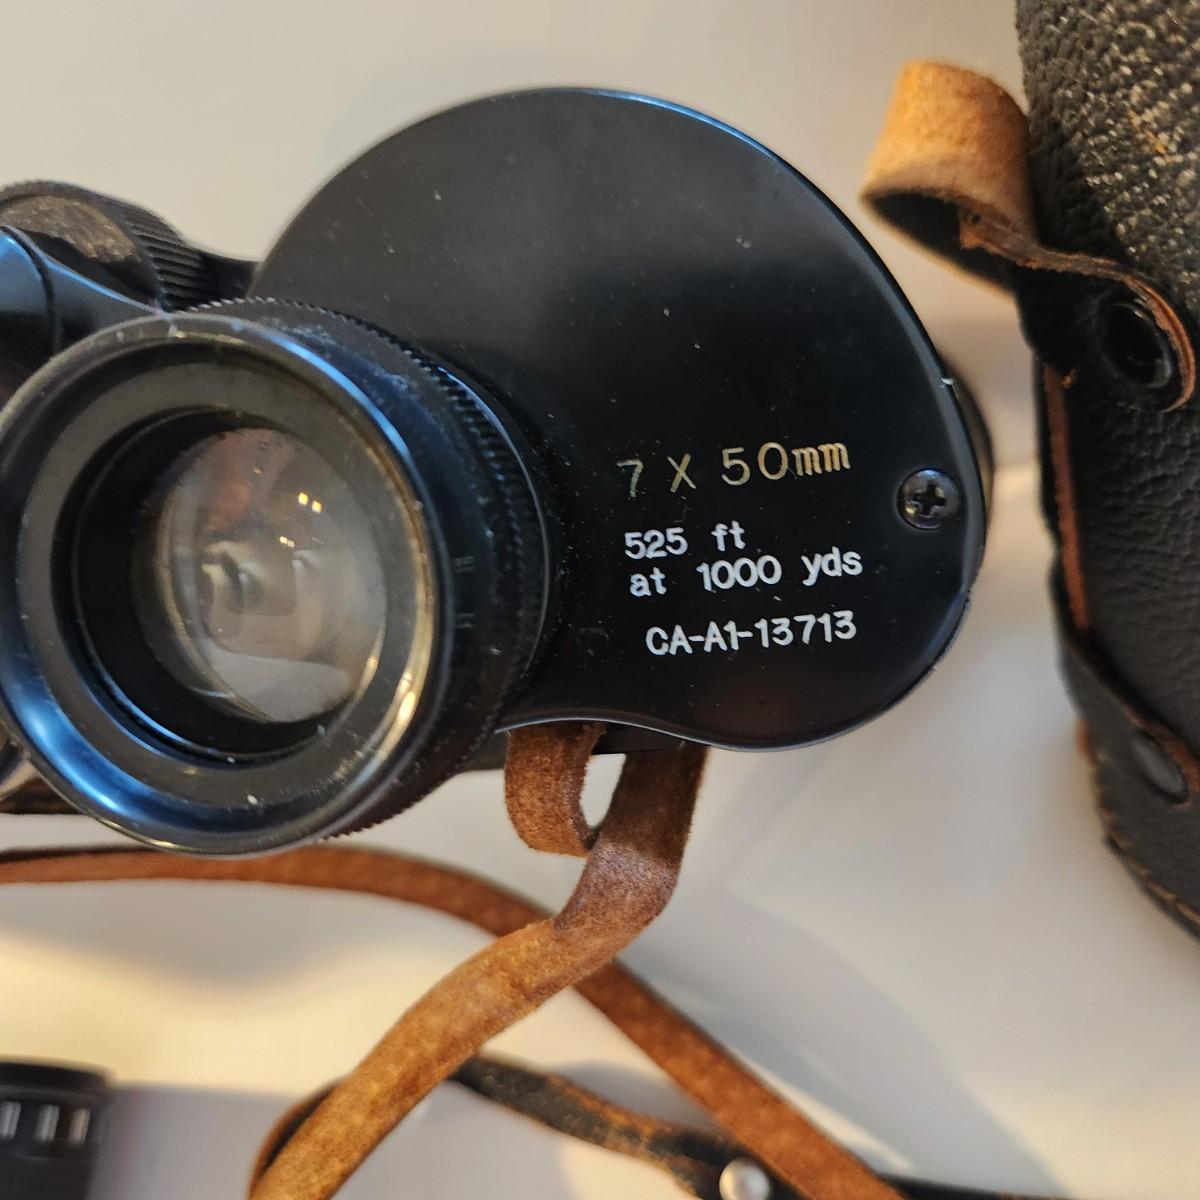 7 X 50mm
525 ft
at 1000 yds
CA-A1-13713